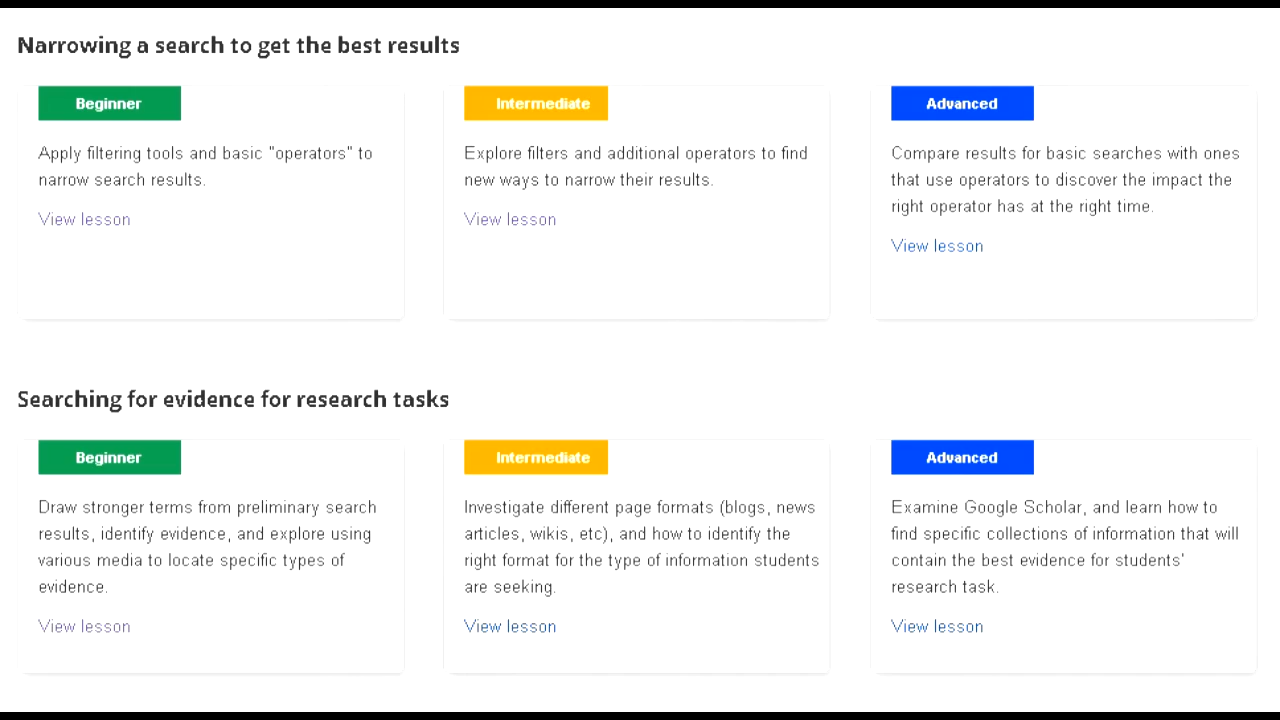 Narrowing a search to get the best results
Beginner
Apply filtering tools and basic "operators" to
narrow search results.
View lesson
Intermediate
Explore filters and additional operators to find
new ways to narrow their results.
View lesson
Advanced
Compare results for basic searches with ones
that use operators to discover the impact the
right operator has at the right time.
View lesson
Searching for evidence for research tasks
Beginner
Draw stronger terms from preliminary search
results, identify evidence, and explore using
various media to locate specific types of
evidence.
View lesson
Intermediate
Investigate different page formats (blogs, news
articles, wikis, etc), and how to identify the
right format for the type of information students
are seeking.
View lesson
Advanced
Examine Google Scholar, and learn how to
find specific collections of information that will
contain the best evidence for students'
research task.
View lesson